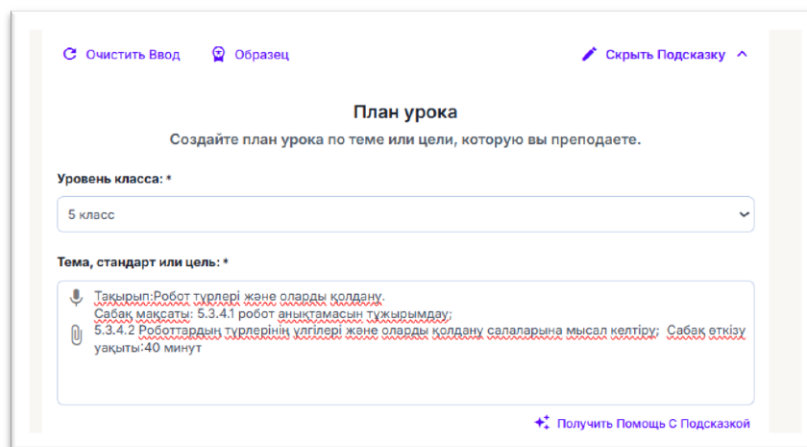 Очистить Ввод Образец Скрыть Подсказку
План урока
Создайте план урока по теме или цели, которую вы преподаете.
Уровень класса: *
5 класс
Тема, стандарт или цель: *
Тақырып:Робот түрлері және оларды қолдану.
Сабақ мақсаты: 5.3.4.1 робот анықтамасын тұжырымдау;
5.3.4.2 Роботтардың түрлерінің үлгілері және оларды қолдану салаларына мысал келтіру; Сабақ өткізу
уақыты:40 минут
Получить Помощь С Подсказкой